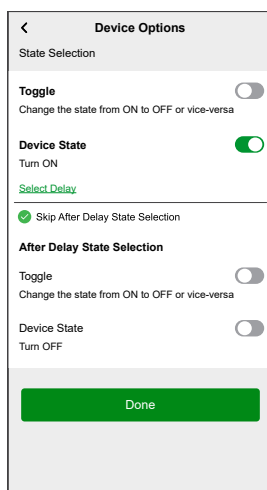 Device Options
State Selection
Toggle
Change the state from ON to OFF or vice-versa
Device State
Turn ON
Select Delay
Skip After Delay State Selection
After Delay State Selection
Toggle
Change the state from ON to OFF or vice-versa
Device State
Turn OFF
Done